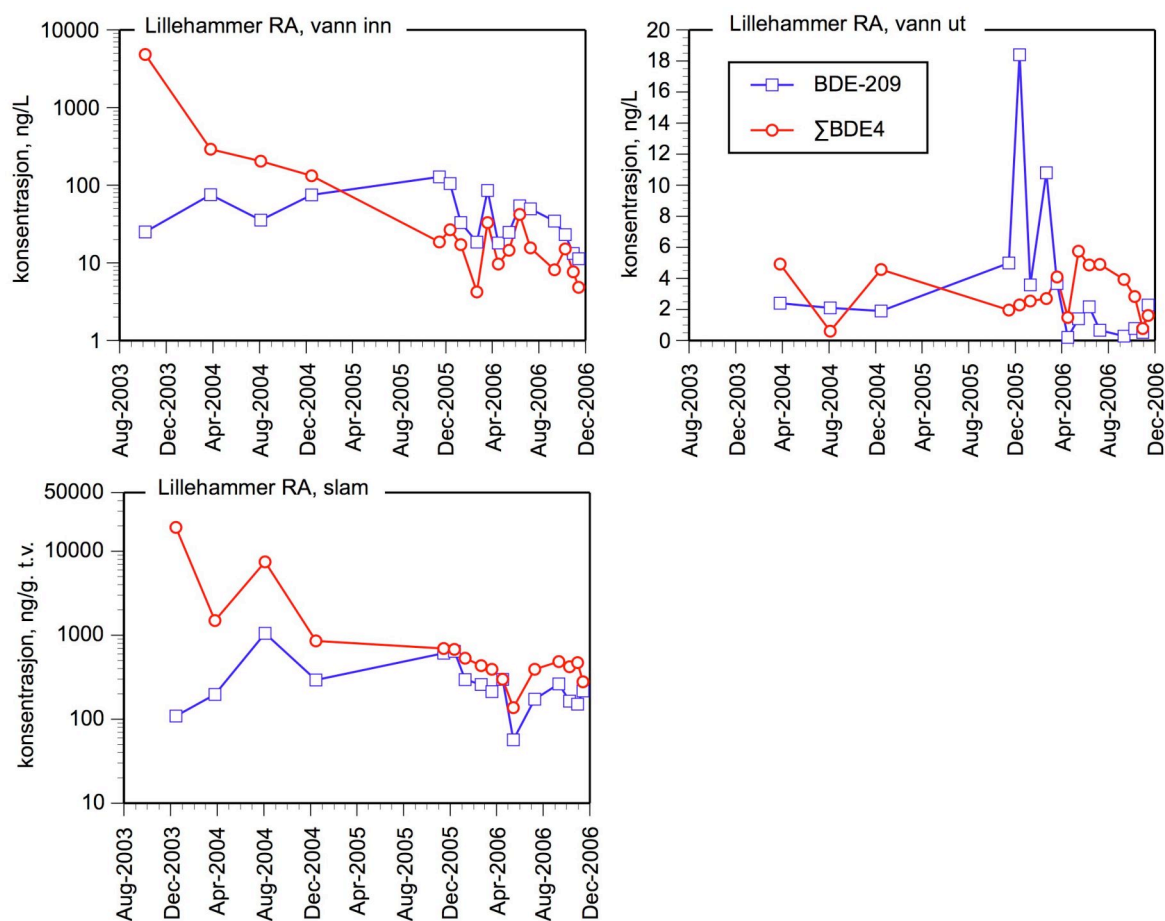 Lillehammer RA, vann inn
konsentrasjon, ng/L
10000
1000
100
10
1
Aug-2003
Dec-2003
Apr-2004
Aug-2004
Dec-2004
Apr-2005
Aug-2005
Dec-2005
Apr-2006
Aug-2006
Dec-2006
Lillehammer RA, vann ut
konsentrasjon, ng/L
20
18
16
14
12
10
8
6
4
2
0
BDE-209
∑BDE4
Aug-2003
Dec-2003
Apr-2004
Aug-2004
Dec-2004
Apr-2005
Aug-2005
Dec-2005
Apr-2006
Aug-2006
Dec-2006
Lillehammer RA, slam
konsentrasjon, ng/g. t.v.
50000
10000
1000
100
10
Aug-2003
Dec-2003
Apr-2004
Aug-2004
Dec-2004
Apr-2005
Aug-2005
Dec-2005
Apr-2006
Aug-2006
Dec-2006